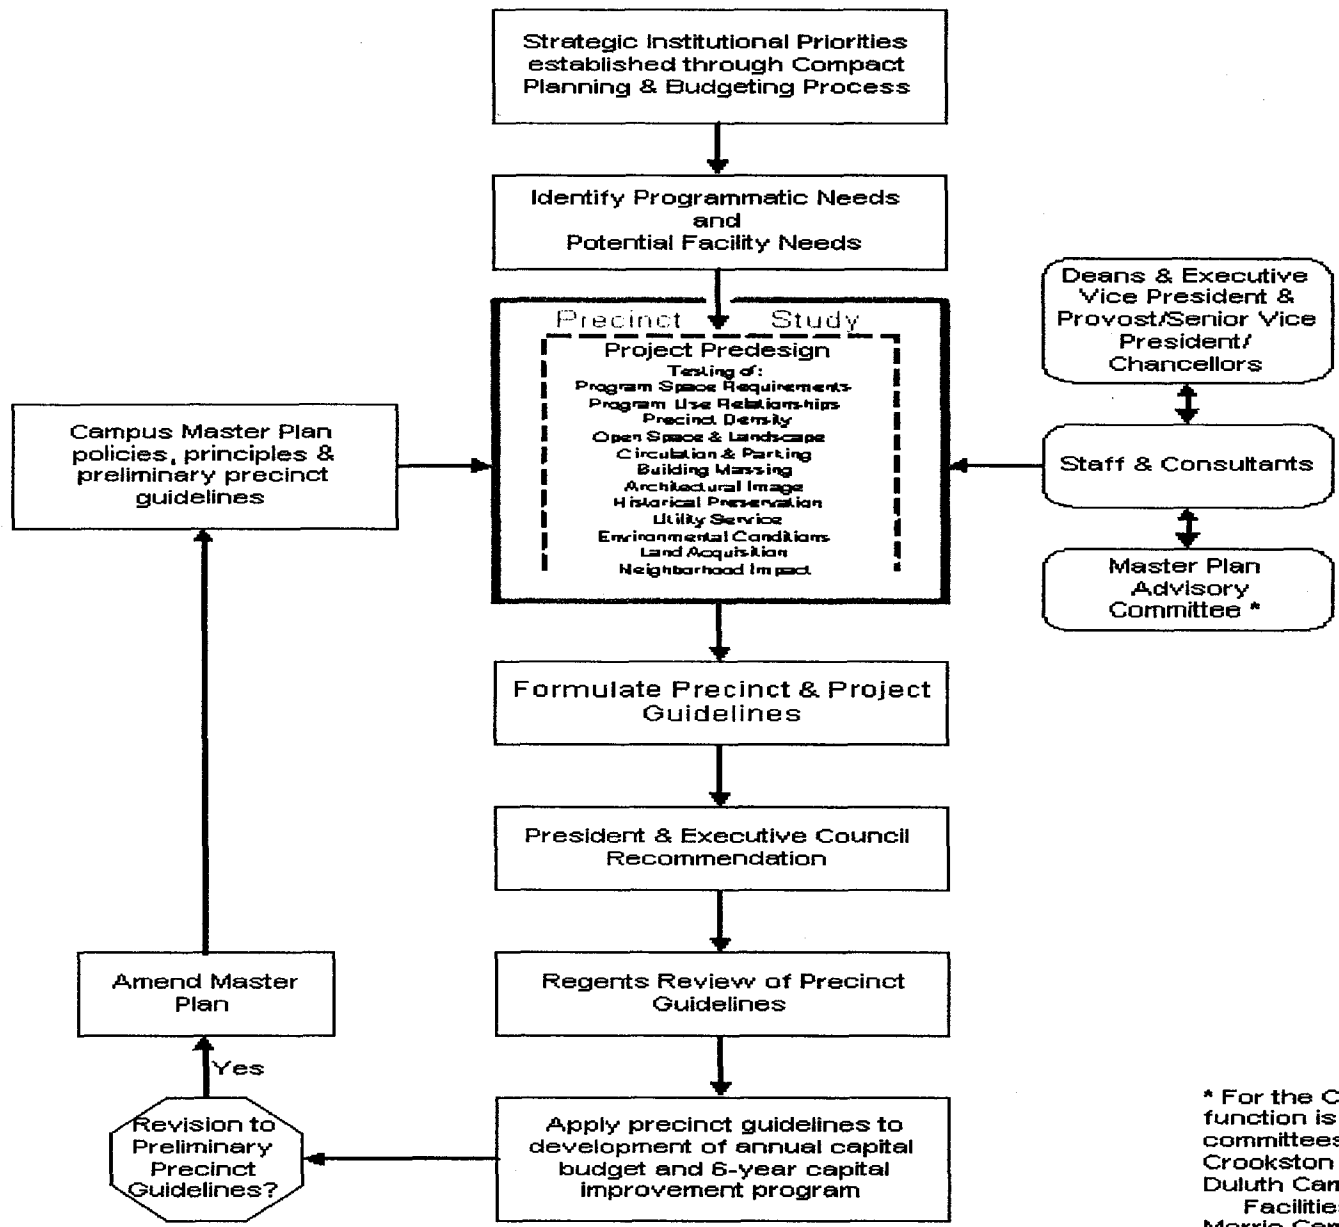 Strategic Institutional Priorities
established through Compact
Planning & Budgeting Process
Identify Programmatic Needs
and
Potential Facility Needs
Precinct Study
Project Predesign
Testing of:
Program Space Requirements
Program Use Relationships
Precinct Density
Open Space & Landscape
Circulation & Parking
Building Massing
Architectural Image
Historical Preservation
Utility Service
Environmental Conditions
Land Acquisition
Neighborhood Impact
Campus Master Plan
policies, principles &
preliminary precinct
guidelines
Deans & Executive
Vice President &
Provost/Senior Vice
President/
Chancellors
Staff & Consultants
Master Plan
Advisory
Committee *
Formulate Precinct & Project
Guidelines
President & Executive Council
Recommendation
Regents Review of Precinct
Guidelines
Amend Master
Plan
Yes
Revision to
Preliminary
Precinct
Guidelines?
Apply precinct guidelines to
development of annual capital
budget and 6-year capital
improvement program
* For the C
function is
committees
Crookston
Duluth Cam
Facilities